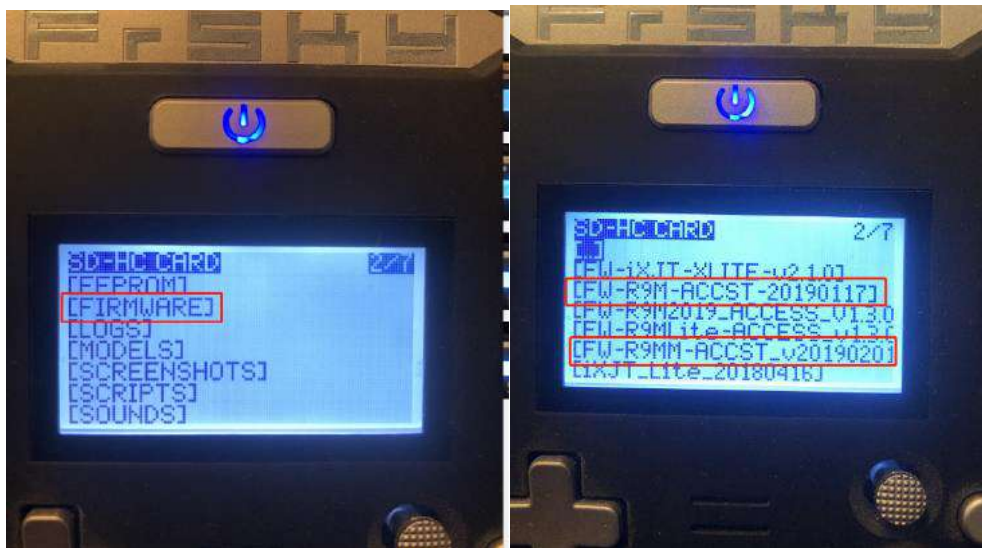 FrSKY
SD-HC CARD 2/7
[EEPROM]
[FIRMWARE]
[LOGS]
[MODELS]
[SCREENSHOTS]
[SCRIPTS]
[SOUNDS]
FrSKY
SD-HC CARD 2/7
[..]
[FW-iXJT-XLITE-v2.1.0]
[FW-R9M-ACCST-20190117]
[FW-R9M2019_ACCESS_v1.3.0
[FW-R9MLite-ACCESS_v1.3.0
[FW-R9MM-ACCST_v2019020]
[iXJT_Lite_20180416]